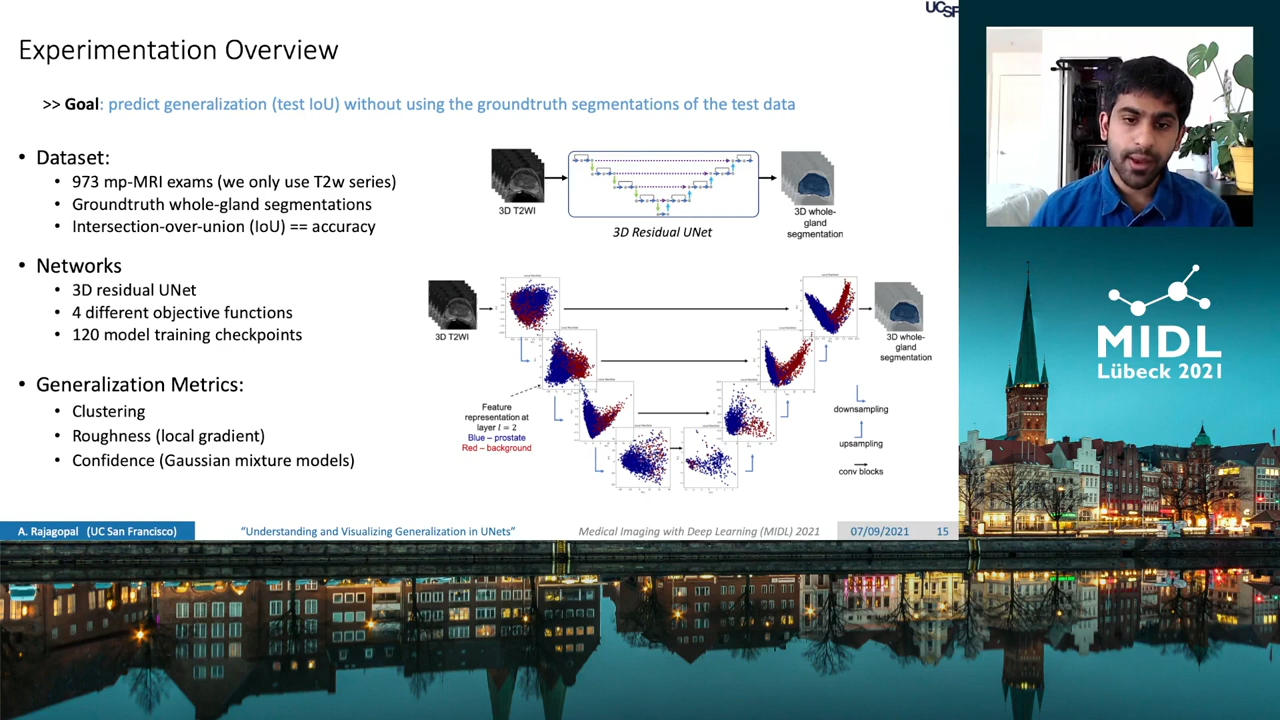 UCSF
Experimentation Overview
>> Goal: predict generalization (test IoU) without using the groundtruth segmentations of the test data
• Dataset:
• 973 mp-MRI exams (we only use T2w series)
• Groundtruth whole-gland segmentations
• Intersection-over-union (IoU) == accuracy
• Networks
• 3D residual UNet
• 4 different objective functions
• 120 model training checkpoints
• Generalization Metrics:
• Clustering
• Roughness (local gradient)
• Confidence (Gaussian mixture models)
3D T2WI
3D Residual UNet
3D whole-
gland
segmentation
3D T2WI
3D whole-
gland
segmentation
Feature
representation at
layer l = 2
Blue – prostate
Red – background
downsampling
upsampling
conv blocks
A. Rajagopal (UC San Francisco)
“Understanding and Visualizing Generalization in UNets”
Medical Imaging with Deep Learning (MIDL) 2021
07/09/2021
15
MIDL
Lübeck 2021